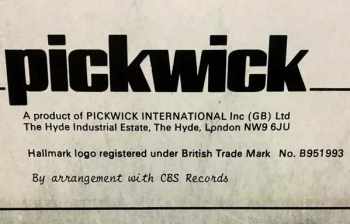 pickwick
A product of PICKWICK INTERNATIONAL Inc (GB) Ltd
The Hyde Industrial Estate, The Hyde, London NW9 6JU
Hallmark logo registered under British Trade Mark No. B951993
By arrangement with CBS Records